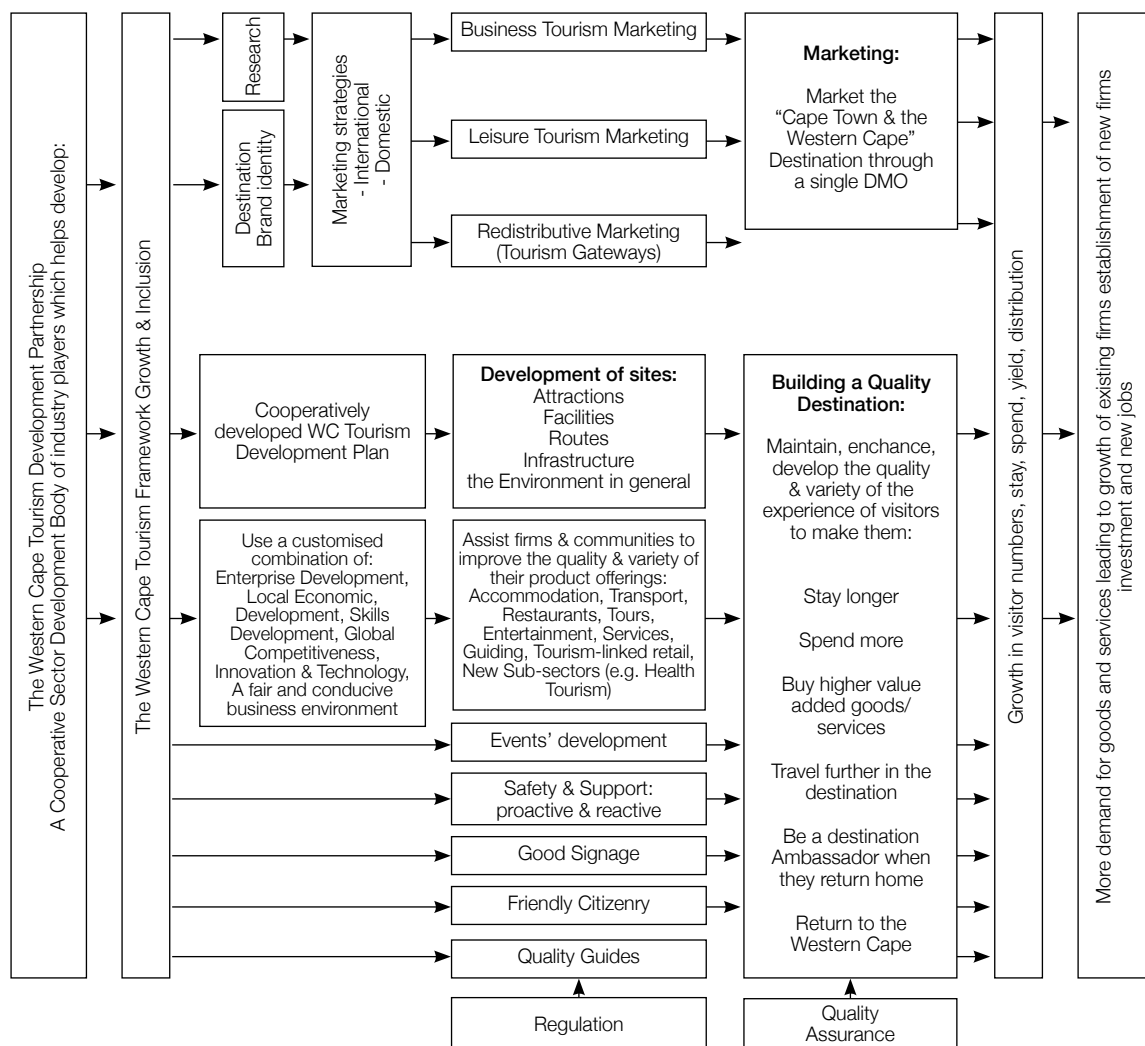 The Western Cape Tourism Development Partnership
A Cooperative Sector Development Body of industry players which helps develop:
The Western Cape Tourism Framework Growth & Inclusion
Research
Destination
Brand identity
Marketing strategies
- International
- Domestic
Business Tourism Marketing
Leisure Tourism Marketing
Redistributive Marketing
(Tourism Gateways)
Marketing:
Market the
“Cape Town & the
Western Cape”
Destination through
a single DMO
Cooperatively
developed WC Tourism
Development Plan
Development of sites:
Attractions
Facilities
Routes
Infrastructure
the Environment in general
Use a customised
combination of:
Enterprise Development,
Local Economic,
Development, Skills
Development, Global
Competitiveness,
Innovation & Technology,
A fair and conducive
business environment
Assist firms & communities to
improve the quality & variety of
their product offerings:
Accommodation, Transport,
Restaurants, Tours,
Entertainment, Services,
Guiding, Tourism-linked retail,
New Sub-sectors (e.g. Health
Tourism)
Events’ development
Safety & Support:
proactive & reactive
Good Signage
Friendly Citizenry
Quality Guides
Regulation
Building a Quality
Destination:
Maintain, enchance,
develop the quality
& variety of the
experience of visitors
to make them:
Stay longer
Spend more
Buy higher value
added goods/
services
Travel further in the
destination
Be a destination
Ambassador when
they return home
Return to the
Western Cape
Quality
Assurance
Growth in visitor numbers, stay, spend, yield, distribution
More demand for goods and services leading to growth of existing firms establishment of new firms
investment and new jobs